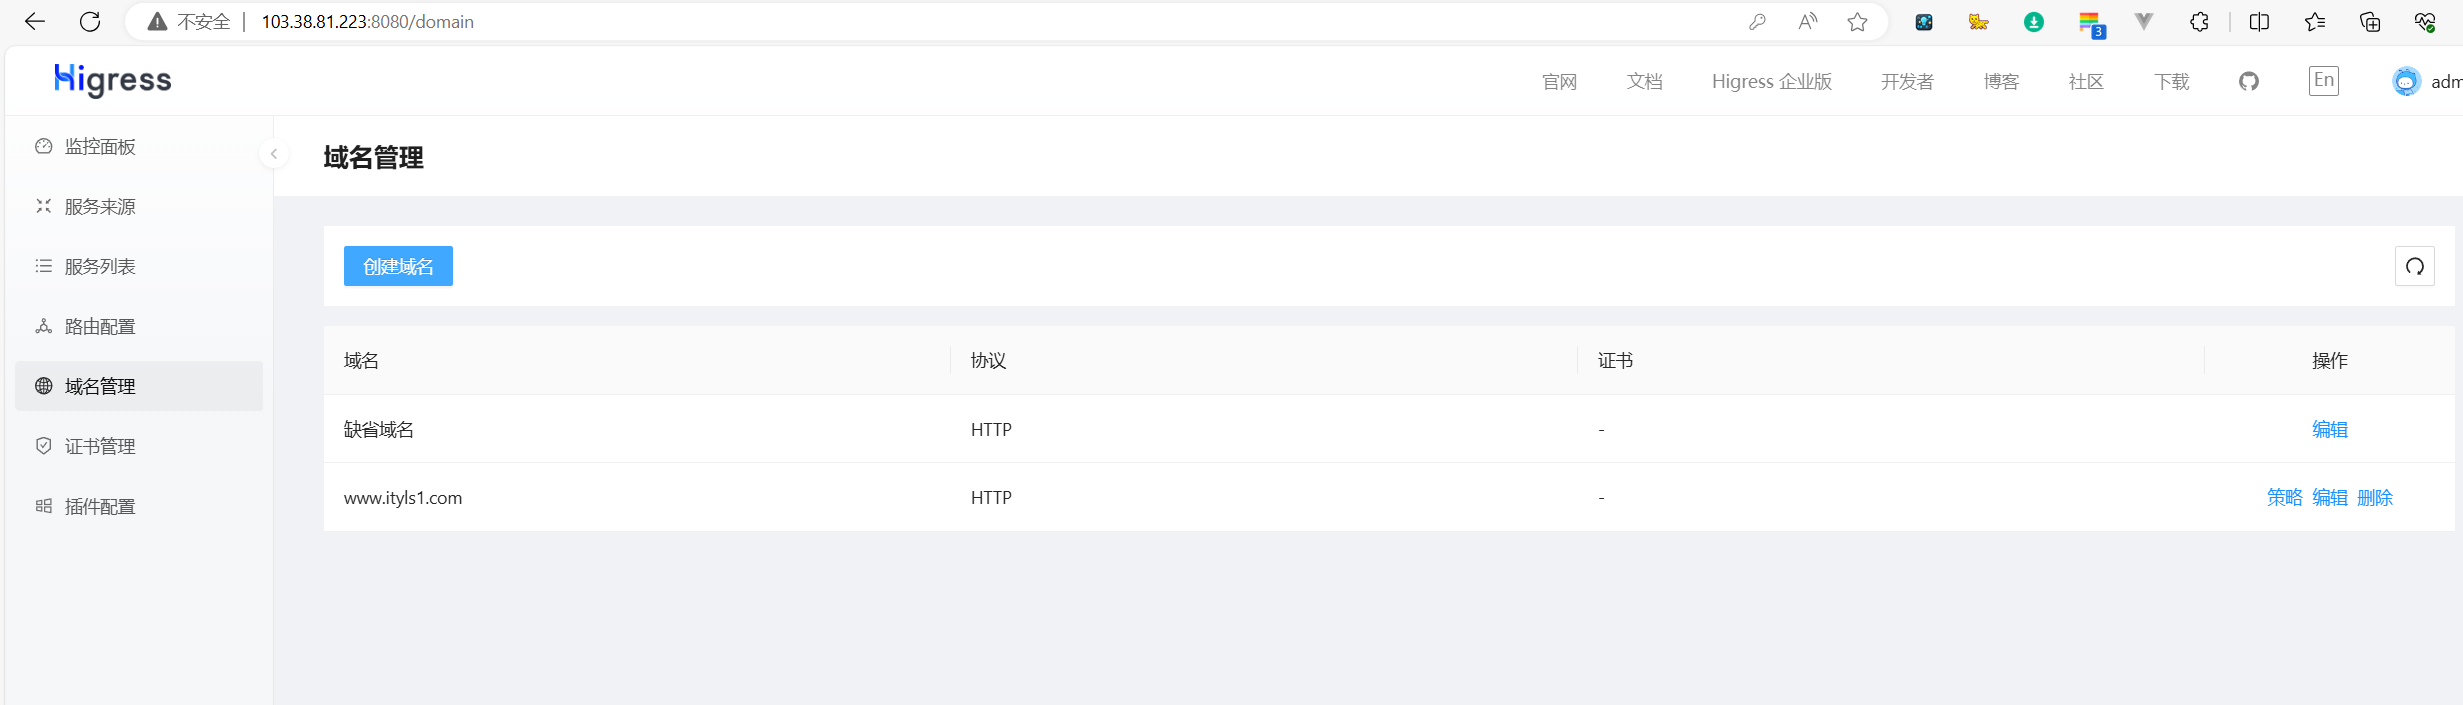 不安全 | 103.38.81.223:8080/domain
3
Higress
官网 文档 Higress 企业版 开发者 博客 社区 下载 En adm
监控面板
服务来源
服务列表
路由配置
域名管理
证书管理
插件配置
域名管理
创建域名
域名 协议 证书 操作
缺省域名 HTTP - 编辑
www.ityls1.com HTTP - 策略 编辑 删除